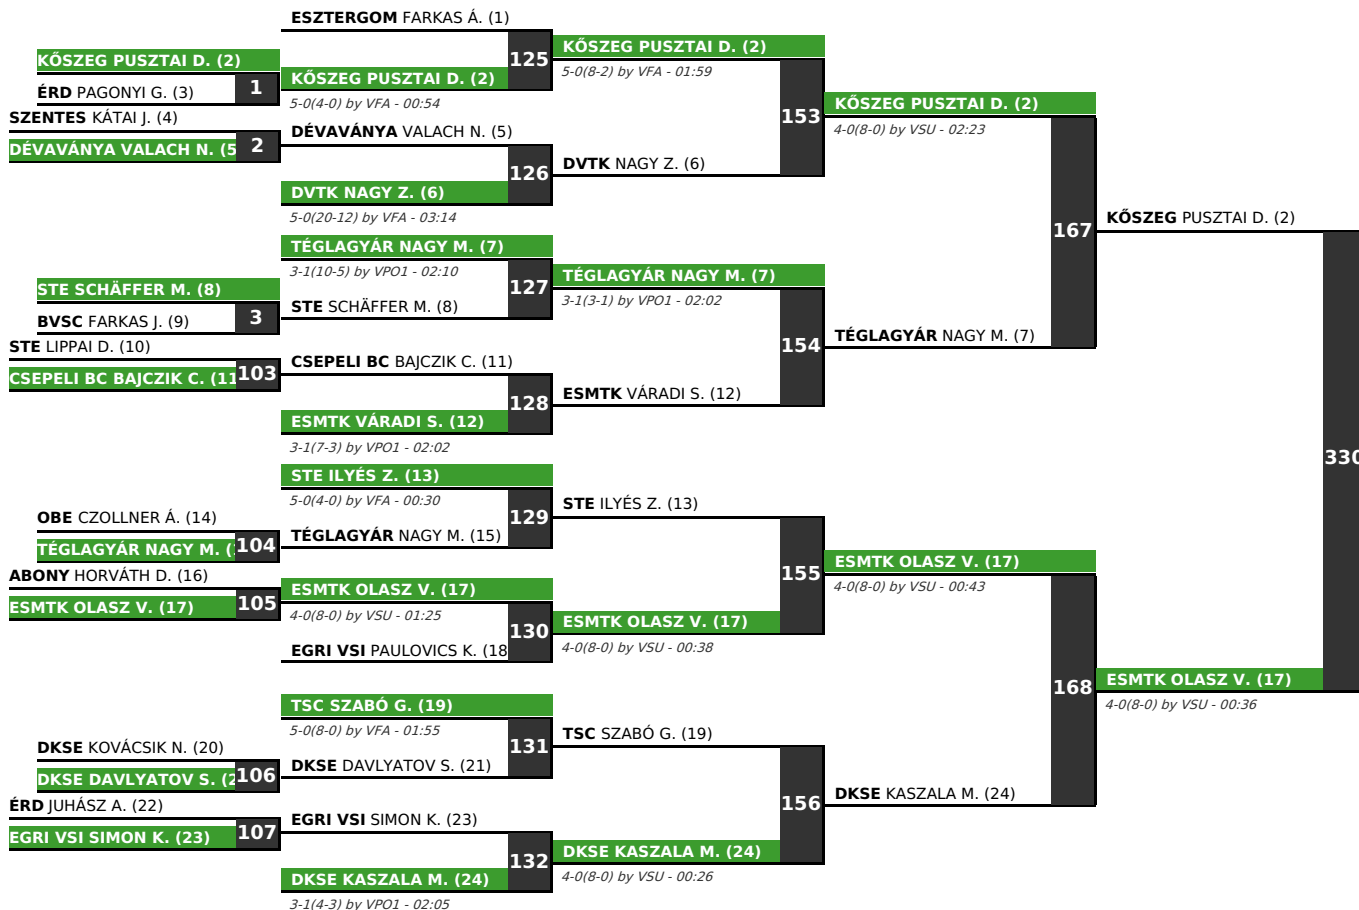 ESZTERGOM FARKAS Á. (1)
KŐSZEG PUSZTAI D. (2)
125
KŐSZEG PUSZTAI D. (2)
1
KŐSZEG PUSZTAI D. (2)
5-0(8-2) by VFA - 01:59
ÉRD PAGONYI G. (3)
5-0(4-0) by VFA - 00:54
KŐSZEG PUSZTAI D. (2)
SZENTES KÁTAI J. (4)
153
DÉVAVÁNYA VALACH N. (5)
4-0(8-0) by VSU - 02:23
DÉVAVÁNYA VALACH N. (5
2
126
DVTK NAGY Z. (6)
DVTK NAGY Z. (6)
5-0(20-12) by VFA - 03:14
KŐSZEG PUSZTAI D. (2)
167
TÉGLAGYÁR NAGY M. (7)
3-1(10-5) by VPO1 - 02:10
TÉGLAGYÁR NAGY M. (7)
STE SCHÄFFER M. (8)
127
3-1(3-1) by VPO1 - 02:02
STE SCHÄFFER M. (8)
BVSC FARKAS J. (9)
3
TÉGLAGYÁR NAGY M. (7)
STE LIPPAI D. (10)
154
CSEPELI BC BAJCZIK C. (11)
CSEPELI BC BAJCZIK C. (11
103
ESMTK VÁRADI S. (12)
128
ESMTK VÁRADI S. (12)
3-1(7-3) by VPO1 - 02:02
330
STE ILYÉS Z. (13)
5-0(4-0) by VFA - 00:30
STE ILYÉS Z. (13)
OBE CZOLLNER Á. (14)
129
TÉGLAGYÁR NAGY M. (15)
TÉGLAGYÁR NAGY M. (
104
ESMTK OLASZ V. (17)
ABONY HORVÁTH D. (16)
155
4-0(8-0) by VSU - 00:43
ESMTK OLASZ V. (17)
ESMTK OLASZ V. (17)
105
4-0(8-0) by VSU - 01:25
ESMTK OLASZ V. (17)
130
EGRI VSI PAULOVICS K. (18
4-0(8-0) by VSU - 00:38
ESMTK OLASZ V. (17)
168
4-0(8-0) by VSU - 00:36
TSC SZABÓ G. (19)
5-0(8-0) by VFA - 01:55
TSC SZABÓ G. (19)
DKSE KOVÁCSIK N. (20)
131
DKSE DAVLYATOV S. (21)
DKSE DAVLYATOV S. (2
106
DKSE KASZALA M. (24)
ÉRD JUHÁSZ A. (22)
156
EGRI VSI SIMON K. (23)
EGRI VSI SIMON K. (23)
107
DKSE KASZALA M. (24)
132
DKSE KASZALA M. (24)
4-0(8-0) by VSU - 00:26
3-1(4-3) by VPO1 - 02:05